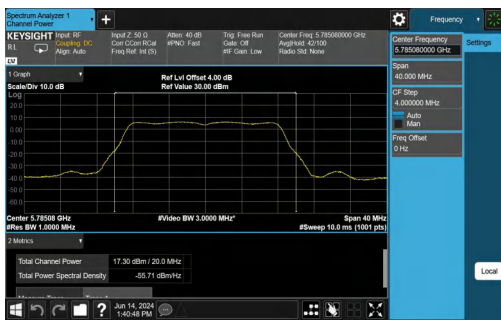 Spectrum Analyzer 1
Channel Power
Frequency
KEYSIGHT
Input: RF
Coupling: DC
Align: Auto
Input Z: 50 Ω
Corr CCorr RCal
Freq Ref: Int (S)
Atten: 40 dB
#PNO: Fast
Trig: Free Run
Gate: Off
#IF Gain: Low
Center Freq: 5.785080000 GHz
Avg|Hold: 42/100
Radio Std: None
RL
LXI
Center Frequency
5.785080000 GHz
Settings
Span
40.000 MHz
CF Step
4.000000 MHz
Auto
Man
Freq Offset
0 Hz
1 Graph
Scale/Div 10.0 dB
Ref Lvl Offset 4.00 dB
Ref Value 30.00 dBm
Log
20.0
10.0
0.00
-10.0
-20.0
-30.0
-40.0
-50.0
-60.0
Center 5.78508 GHz
#Res BW 1.0000 MHz
#Video BW 3.0000 MHz*
Span 40 MHz
#Sweep 10.0 ms (1001 pts)
2 Metrics
Total Channel Power 17.30 dBm / 20.0 MHz
Total Power Spectral Density -55.71 dBm/Hz
Local
?
Jun 14, 2024
1:40:48 PM